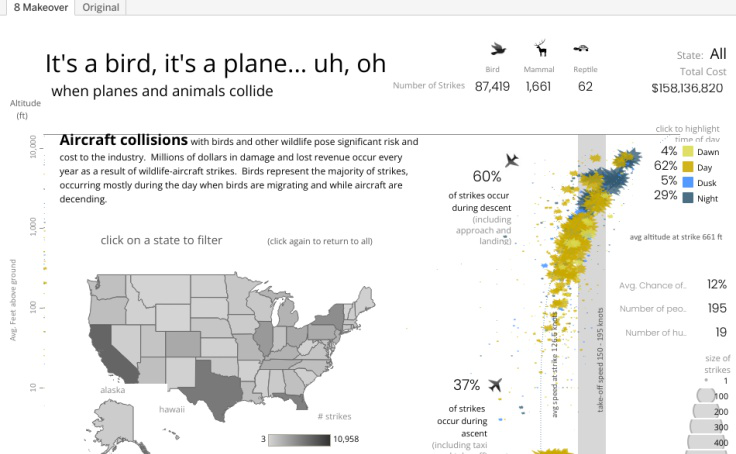 8 Makeover
Original
It's a bird, it's a plane... uh, oh
when planes and animals collide
Bird
Mammal
Reptile
Number of Strikes
87,419
1,661
62
State: All
Total Cost
$158,136,820
Altitude
(ft)
Aircraft collisions with birds and other wildlife pose significant risk and
cost to the industry. Millions of dollars in damage and lost revenue occur every
year as a result of wildlife-aircraft strikes. Birds represent the majority of strikes,
occurring mostly during the day when birds are migrating and while aircraft are
decending.
click on a state to filter
(click again to return to all)
10,000
1,000
100
10
Avg. Feet above ground
alaska
hawaii
# strikes
3
10,958
60%
of strikes occur
during descent
(including
approach and
landing)
37%
of strikes
occur during
ascent
(including taxi
avg speed at strike
take-off speed 150 - 195 knots
click to highlight
time of day
4% Dawn
62% Day
5% Dusk
29% Night
avg altitude at strike 661 ft
Avg. Chance of..
12%
Number of peo..
195
Number of hu..
19
size of
strikes
1
100
200
300
400